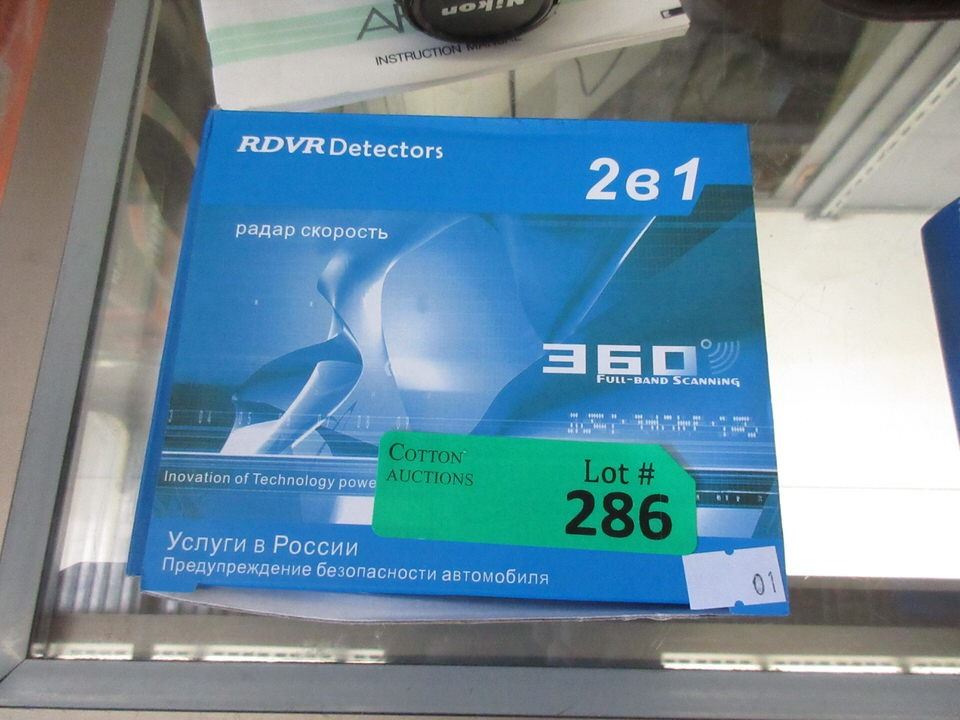 Nikon
INSTRUCTION MANUAL
RDVR Detectors
2в1
радар скорость
360°
FULL-BAND SCANNING
Inovation of Technology
COTTON
AUCTIONS
Lot #
286
Услуги в России
Предупреждение безопасности автомобиля
01